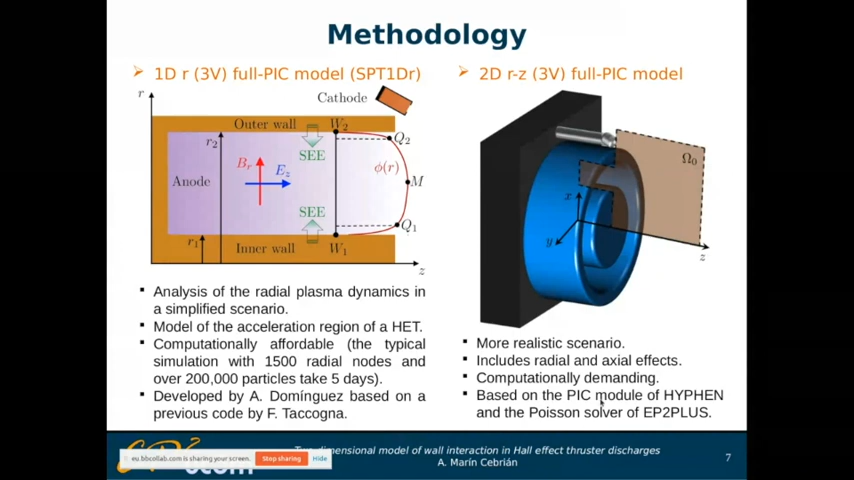 Methodology
1D r (3V) full-PIC model (SPT1Dr)
r
Cathode
Outer wall
W2
r2
SEE
Q2
Br
Ez
ϕ(r)
Anode
M
SEE
Q1
r1
Inner wall
W1
z
Analysis of the radial plasma dynamics in
a simplified scenario.
Model of the acceleration region of a HET.
Computationally affordable (the typical
simulation with 1500 radial nodes and
over 200,000 particles take 5 days).
Developed by A. Domínguez based on a
previous code by F. Taccogna.
2D r-z (3V) full-PIC model
Ω0
x
y
z
More realistic scenario.
Includes radial and axial effects.
Computationally demanding.
Based on the PIC module of HYPHEN
and the Poisson solver of EP2PLUS.
dimensional model of wall interaction in Hall effect thruster discharges
A. Marín Cebrián
7
eu.bbcollab.com is sharing your screen.
Stop sharing
Hide